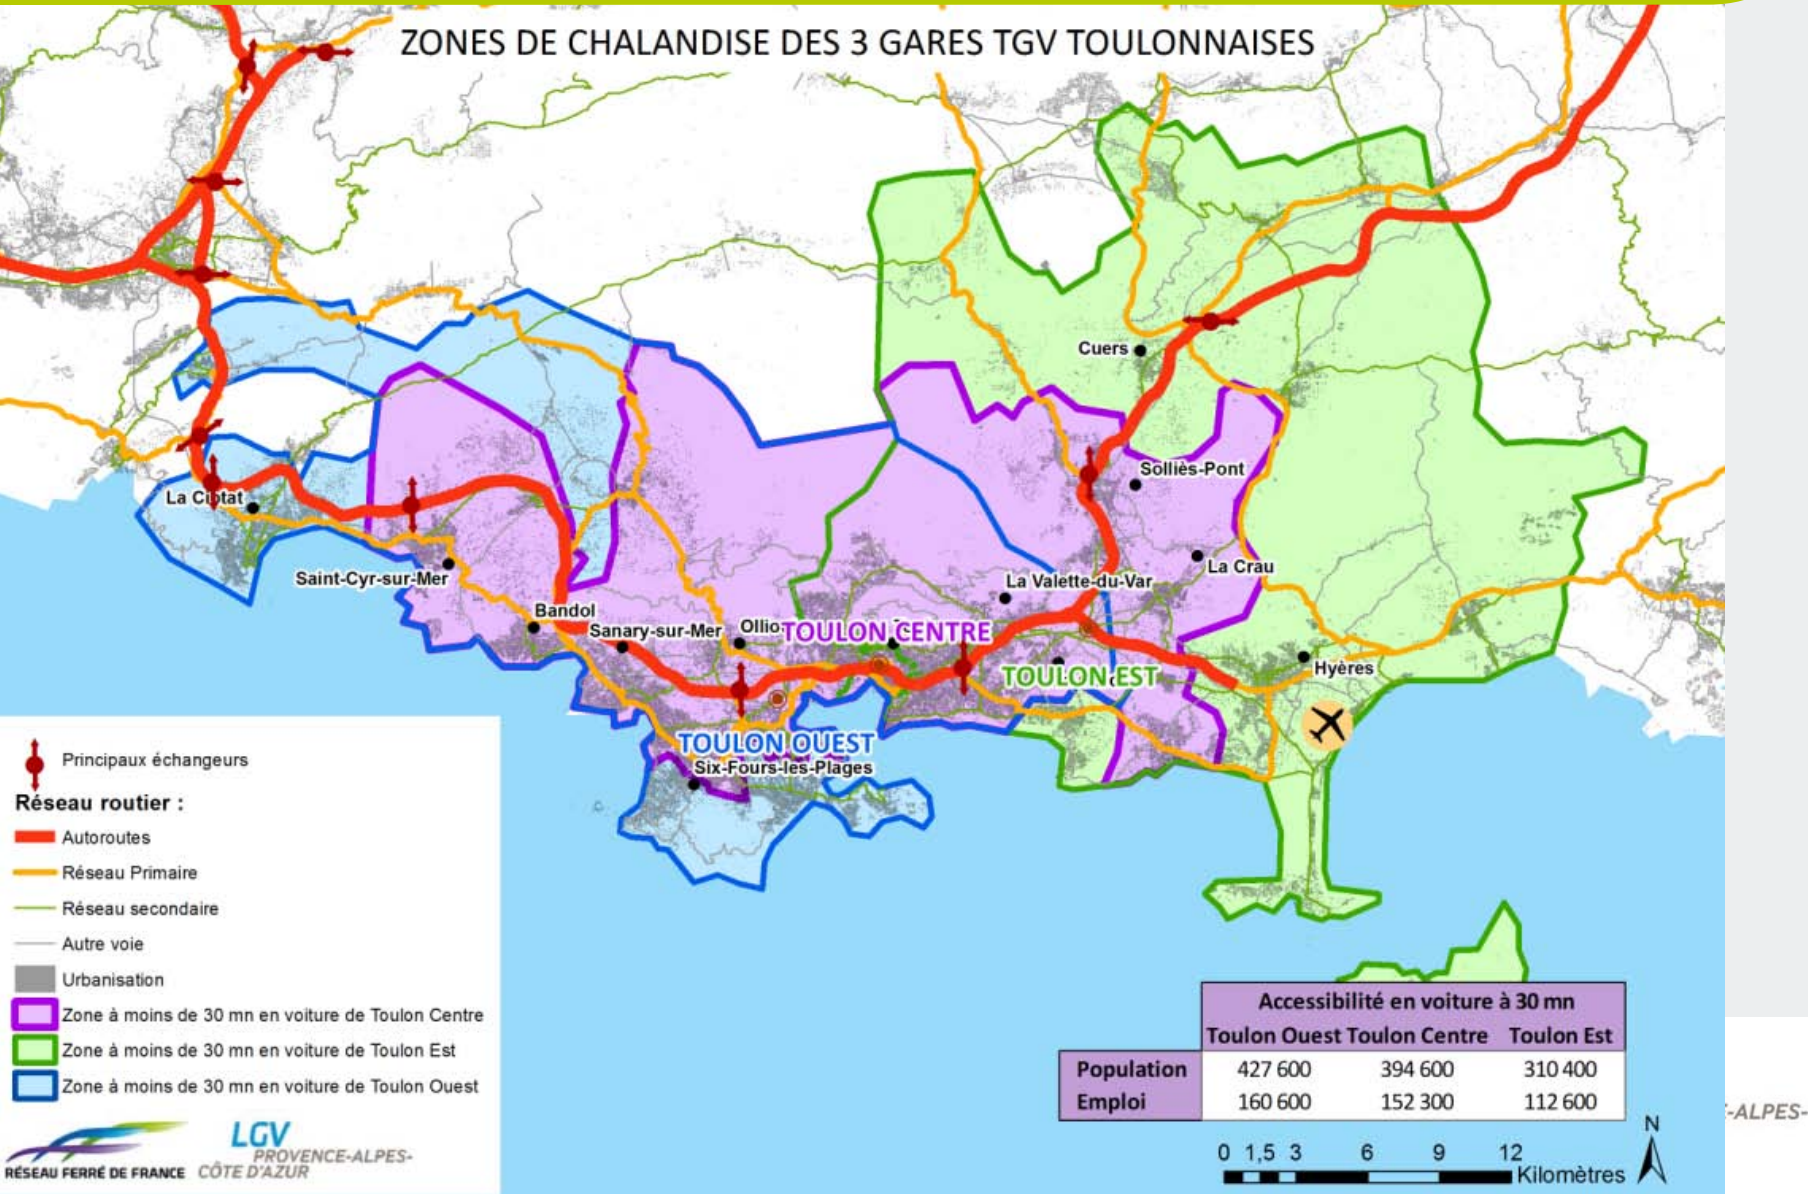 ZONES DE CHALANDISE DES 3 GARES TGV TOULONNAISES
Cuers
Solliès-Pont
La Ciotat
La Crau
Saint-Cyr-sur-Mer
La Valette-du-Var
Bandol
Sanary-sur-Mer
Ollio
TOULON CENTRE
TOULON EST
Hyères
TOULON OUEST
Six-Fours-les-Plages
Principaux échangeurs
Réseau routier :
Autoroutes
Réseau Primaire
Réseau secondaire
Autre voie
Urbanisation
Zone à moins de 30 mn en voiture de Toulon Centre
Zone à moins de 30 mn en voiture de Toulon Est
Zone à moins de 30 mn en voiture de Toulon Ouest
RÉSEAU FERRÉ DE FRANCE
LGV
PROVENCE-ALPES-
CÔTE D'AZUR
Accessibilité en voiture à 30 mn
Toulon Ouest Toulon Centre Toulon Est
Population 427 600 394 600 310 400
Emploi 160 600 152 300 112 600
N
0 1,5 3 6 9 12
Kilomètres
-ALPES-